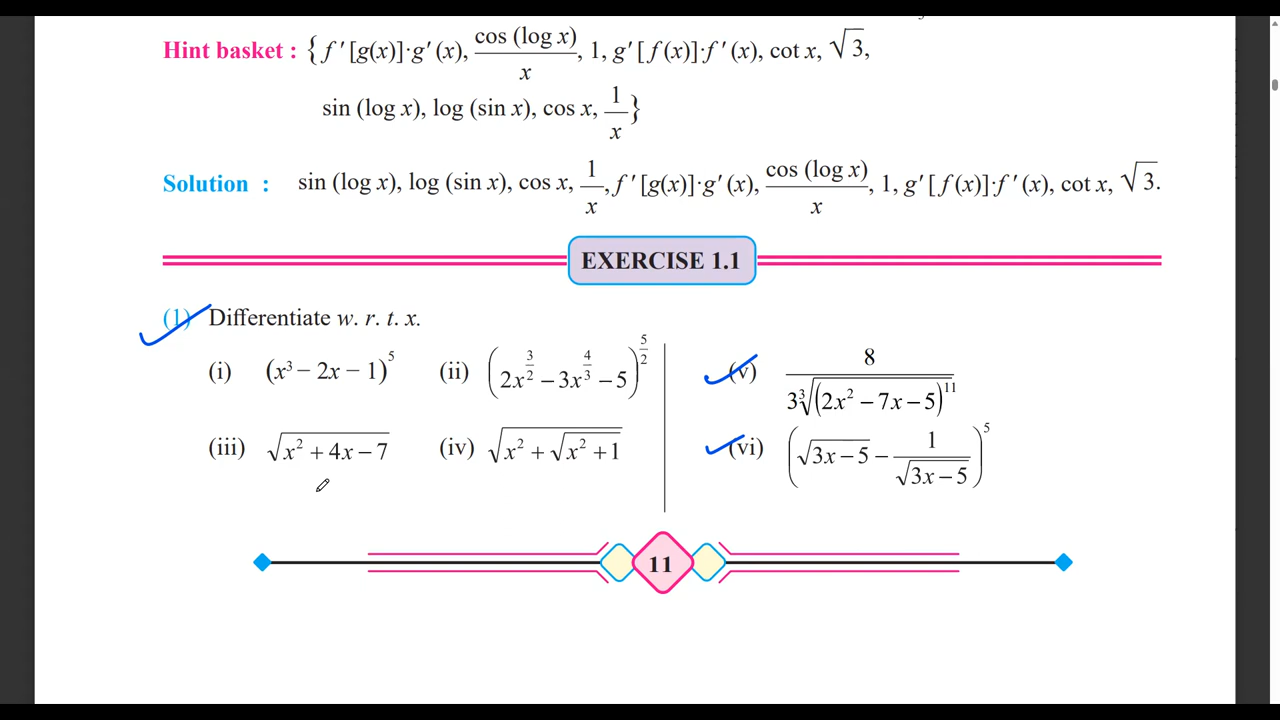 Hint basket : { f ′[g(x)]·g′(x), cos (log x)/x, 1, g′[ f(x)]·f ′(x), cot x, √3,
sin (log x), log (sin x), cos x, 1/x }
Solution : sin (log x), log (sin x), cos x, 1/x, f ′[g(x)]·g′(x), cos (log x)/x, 1, g′[ f(x)]·f ′(x), cot x, √3.
EXERCISE 1.1
(1) Differentiate w. r. t. x.
(i) (x³ − 2x − 1)⁵ (ii) (2x^(3/2) − 3x^(4/3) − 5)^(5/2) (v) 8/(3∛((2x² − 7x − 5)¹¹))
(iii) √(x² + 4x − 7) (iv) √(x² + √(x² + 1)) (vi) (√(3x − 5) − 1/√(3x − 5))⁵
11